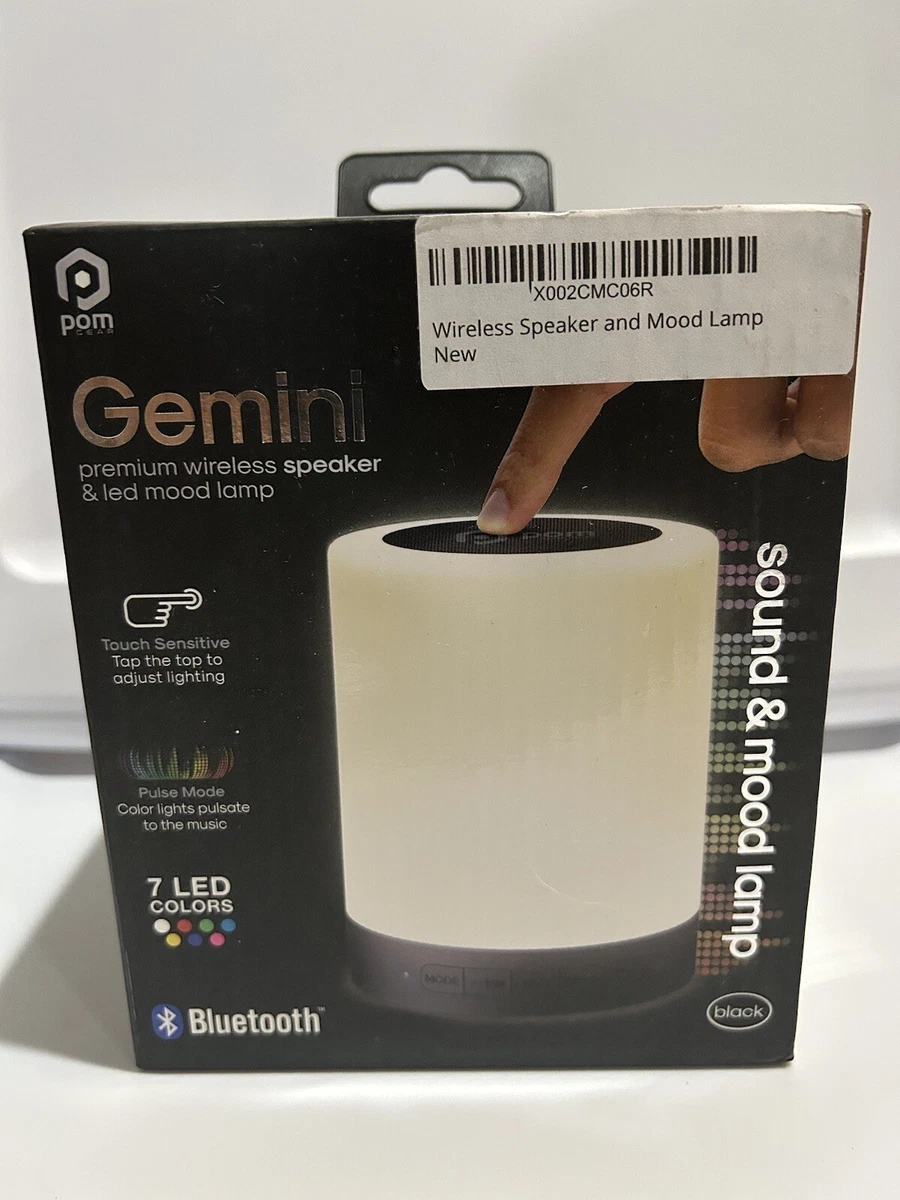 pom
GEAR
X002CMC06R
Wireless Speaker and Mood Lamp
New
Gemini
premium wireless speaker
& led mood lamp
pom
Touch Sensitive
Tap the top to
adjust lighting
sound & mood lamp
Pulse Mode
Color lights pulsate
to the music
7 LED
COLORS
MODE
Bluetooth™
black